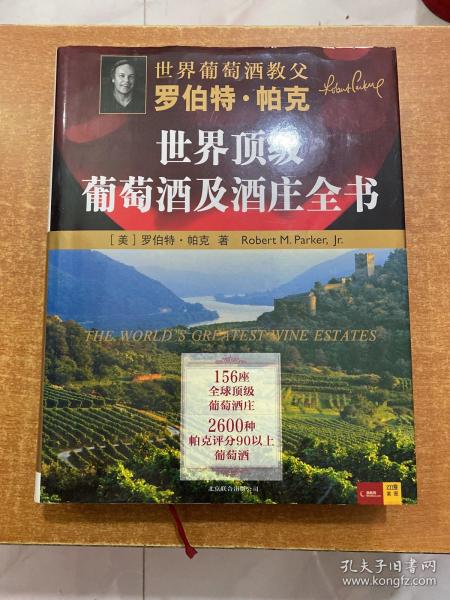 世界葡萄酒教父
罗伯特·帕克
Robert Parker
世界顶级
葡萄酒及酒庄全书
[美] 罗伯特·帕克 著 Robert M. Parker, Jr.
THE WORLD'S GREATEST WINE ESTATES
156座
全球顶级
葡萄酒庄
2600种
帕克评分90以上
葡萄酒
北京联合出版公司
孔夫子旧书网
www.kongfz.com